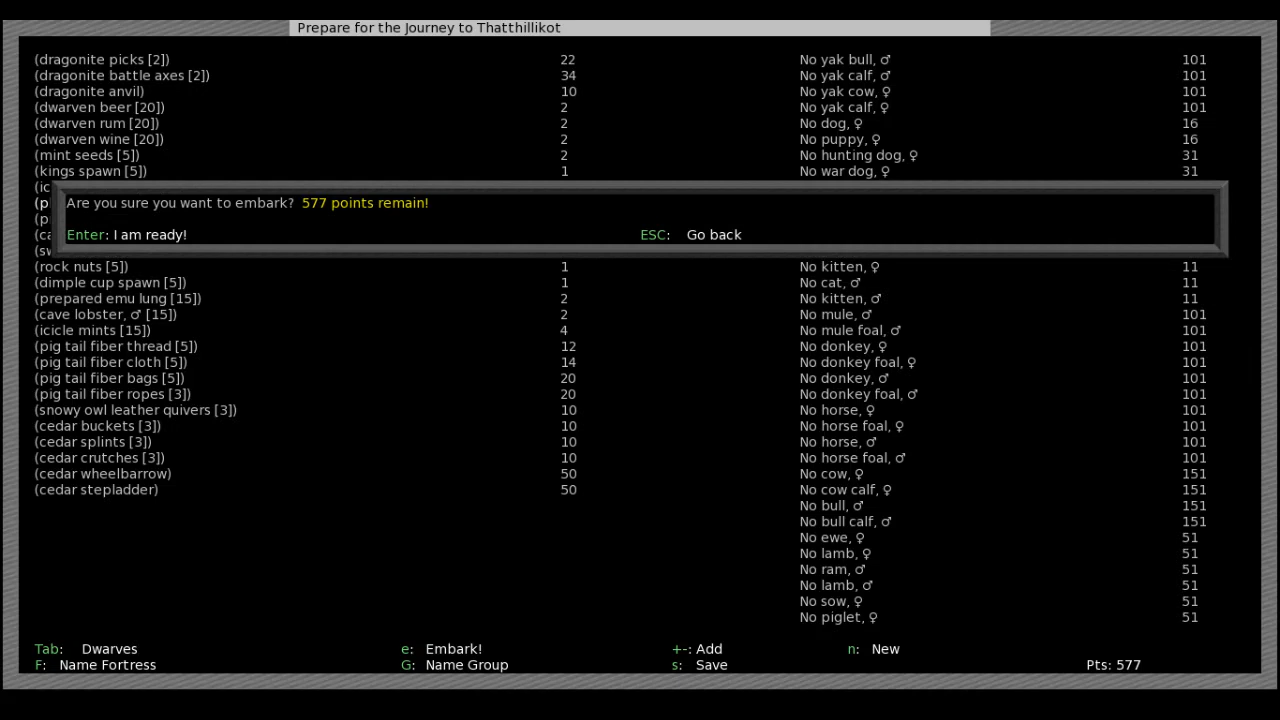 Prepare for the Journey to Thatthillikot
(dragonite picks [2]) 22 No yak bull, ♂ 101
(dragonite battle axes [2]) 34 No yak calf, ♂ 101
(dragonite anvil) 10 No yak cow, ♀ 101
(dwarven beer [20]) 2 No yak calf, ♀ 101
(dwarven rum [20]) 2 No dog, ♀ 16
(dwarven wine [20]) 2 No puppy, ♀ 16
(mint seeds [5]) 2 No hunting dog, ♀ 31
(kings spawn [5]) 1 No war dog, ♀ 31
(ic
(p Are you sure you want to embark? 577 points remain!
(p
(ca Enter: I am ready! ESC: Go back
(sw
(rock nuts [5]) 1 No kitten, ♀ 11
(dimple cup spawn [5]) 1 No cat, ♂ 11
(prepared emu lung [15]) 2 No kitten, ♂ 11
(cave lobster, ♂ [15]) 2 No mule, ♂ 101
(icicle mints [15]) 4 No mule foal, ♂ 101
(pig tail fiber thread [5]) 12 No donkey, ♀ 101
(pig tail fiber cloth [5]) 14 No donkey foal, ♀ 101
(pig tail fiber bags [5]) 20 No donkey, ♂ 101
(pig tail fiber ropes [3]) 20 No donkey foal, ♂ 101
(snowy owl leather quivers [3]) 10 No horse, ♀ 101
(cedar buckets [3]) 10 No horse foal, ♀ 101
(cedar splints [3]) 10 No horse, ♂ 101
(cedar crutches [3]) 10 No horse foal, ♂ 101
(cedar wheelbarrow) 50 No cow, ♀ 151
(cedar stepladder) 50 No cow calf, ♀ 151
No bull, ♂ 151
No bull calf, ♂ 151
No ewe, ♀ 51
No lamb, ♀ 51
No ram, ♂ 51
No lamb, ♂ 51
No sow, ♀ 51
No piglet, ♀ 51
Tab: Dwarves e: Embark! +-: Add n: New
F: Name Fortress G: Name Group s: Save Pts: 577